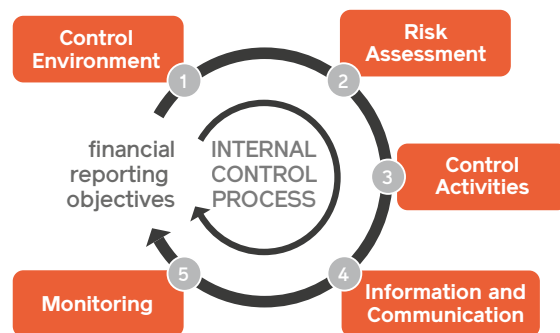 Control
Environment
1
Risk
Assessment
2
Control
Activities
3
Information and
Communication
4
Monitoring
5
financial
reporting
objectives
INTERNAL
CONTROL
PROCESS